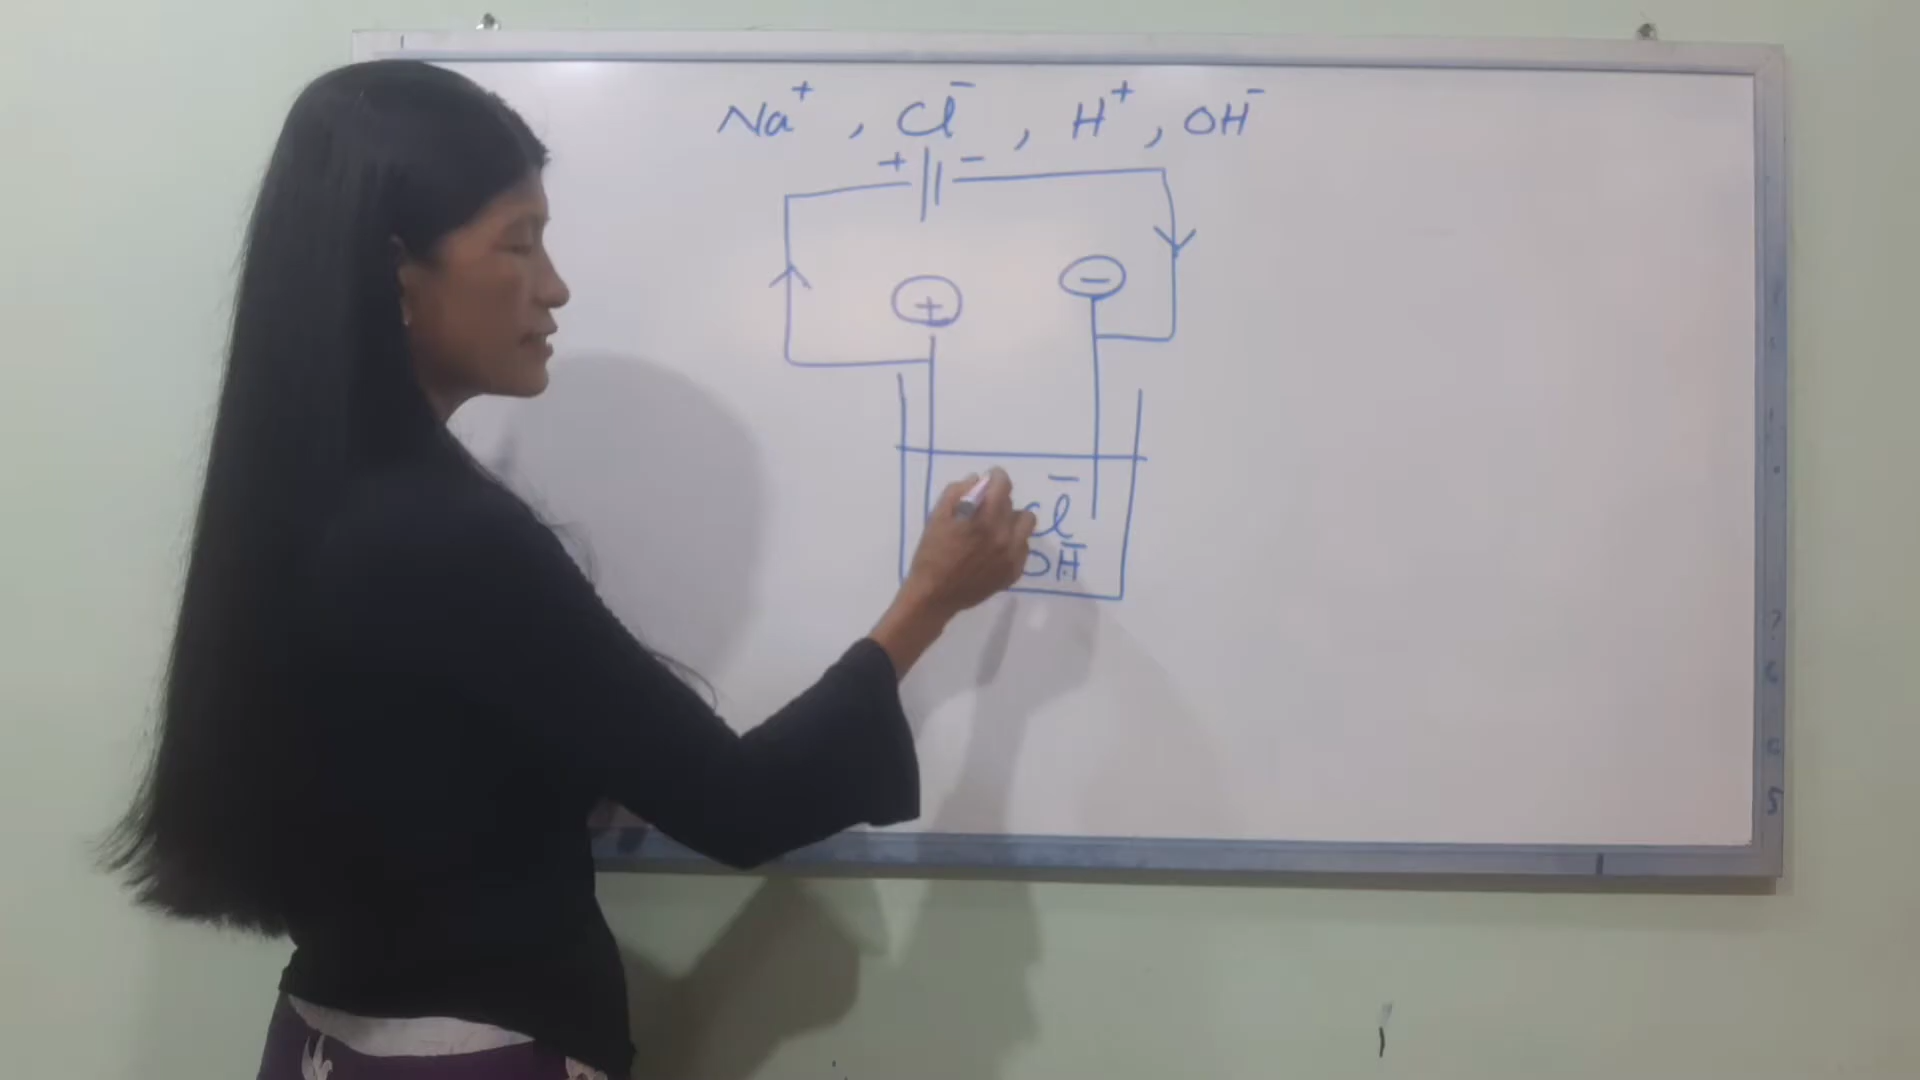 Na⁺ , Cl⁻ , H⁺ , OH⁻
+ −
+ −
Cl⁻
OH⁻